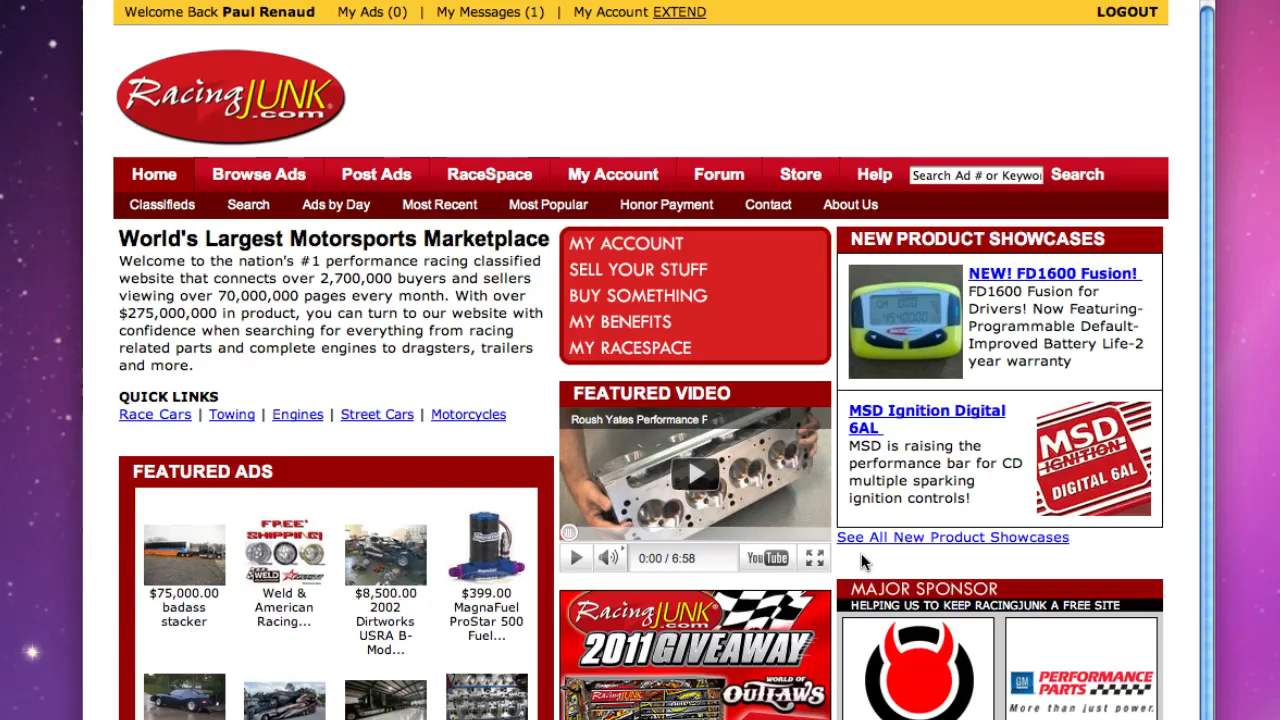 Welcome Back Paul Renaud My Ads (0) | My Messages (1) | My Account EXTEND LOGOUT
RacingJUNK.com
Home Browse Ads Post Ads RaceSpace My Account Forum Store Help Search Ad # or Keywor Search
Classifieds Search Ads by Day Most Recent Most Popular Honor Payment Contact About Us
World's Largest Motorsports Marketplace
Welcome to the nation's #1 performance racing classified
website that connects over 2,700,000 buyers and sellers
viewing over 70,000,000 pages every month. With over
$275,000,000 in product, you can turn to our website with
confidence when searching for everything from racing
related parts and complete engines to dragsters, trailers
and more.
QUICK LINKS
Race Cars | Towing | Engines | Street Cars | Motorcycles
FEATURED ADS
FREE SHIPPING
WELD
AMERICAN
$75,000.00
badass
stacker
Weld &
American
Racing...
$8,500.00
2002
Dirtworks
USRA B-
Mod...
$399.00
MagnaFuel
ProStar 500
Fuel...
MY ACCOUNT
SELL YOUR STUFF
BUY SOMETHING
MY BENEFITS
MY RACESPACE
FEATURED VIDEO
Roush Yates Performance F
0:00 / 6:58 YouTube
RacingJUNK.com
2011 GIVEAWAY
WORLD OF
OUTLAWS
NEW PRODUCT SHOWCASES
NEW! FD1600 Fusion!
FD1600 Fusion for
Drivers! Now Featuring-
Programmable Default-
Improved Battery Life-2
year warranty
MSD Ignition Digital
6AL
MSD is raising the
performance bar for CD
multiple sparking
ignition controls!
MSD
IGNITION
DIGITAL 6AL
See All New Product Showcases
MAJOR SPONSOR
HELPING US TO KEEP RACINGJUNK A FREE SITE
GM PERFORMANCE
PARTS
More than just power.